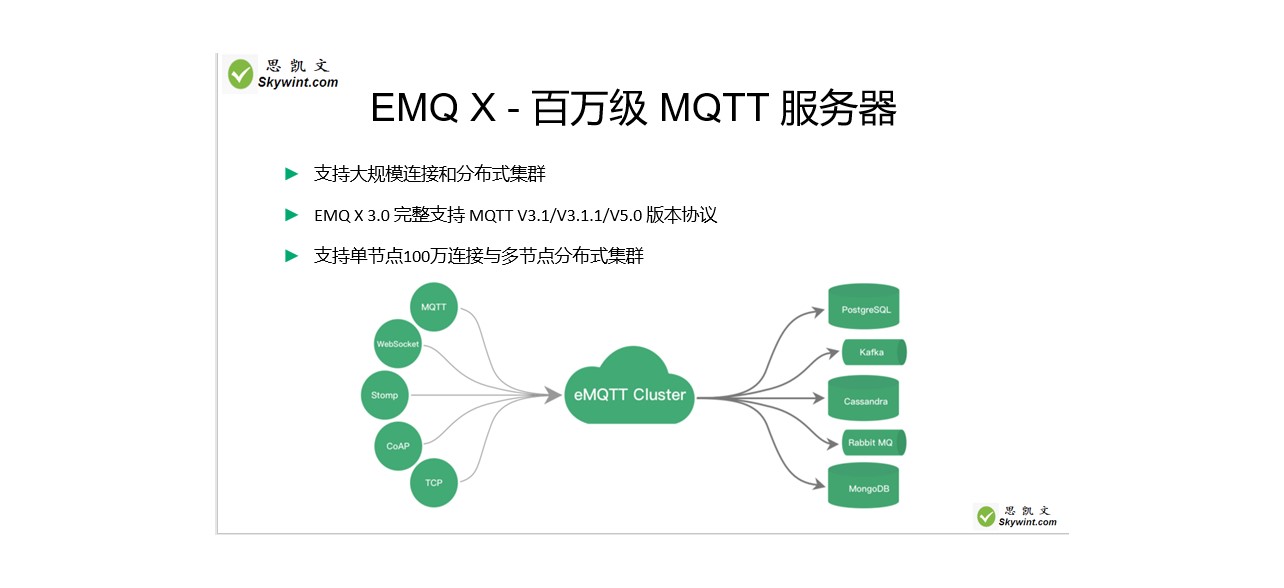 思凯文
Skywint.com
EMQ X - 百万级 MQTT 服务器
支持大规模连接和分布式集群
EMQ X 3.0 完整支持 MQTT V3.1/V3.1.1/V5.0 版本协议
支持单节点100万连接与多节点分布式集群
MQTT
WebSocket
Stomp
CoAP
TCP
eMQTT Cluster
PostgreSQL
Kafka
Cassandra
Rabbit MQ
MongoDB
思凯文
Skywint.com